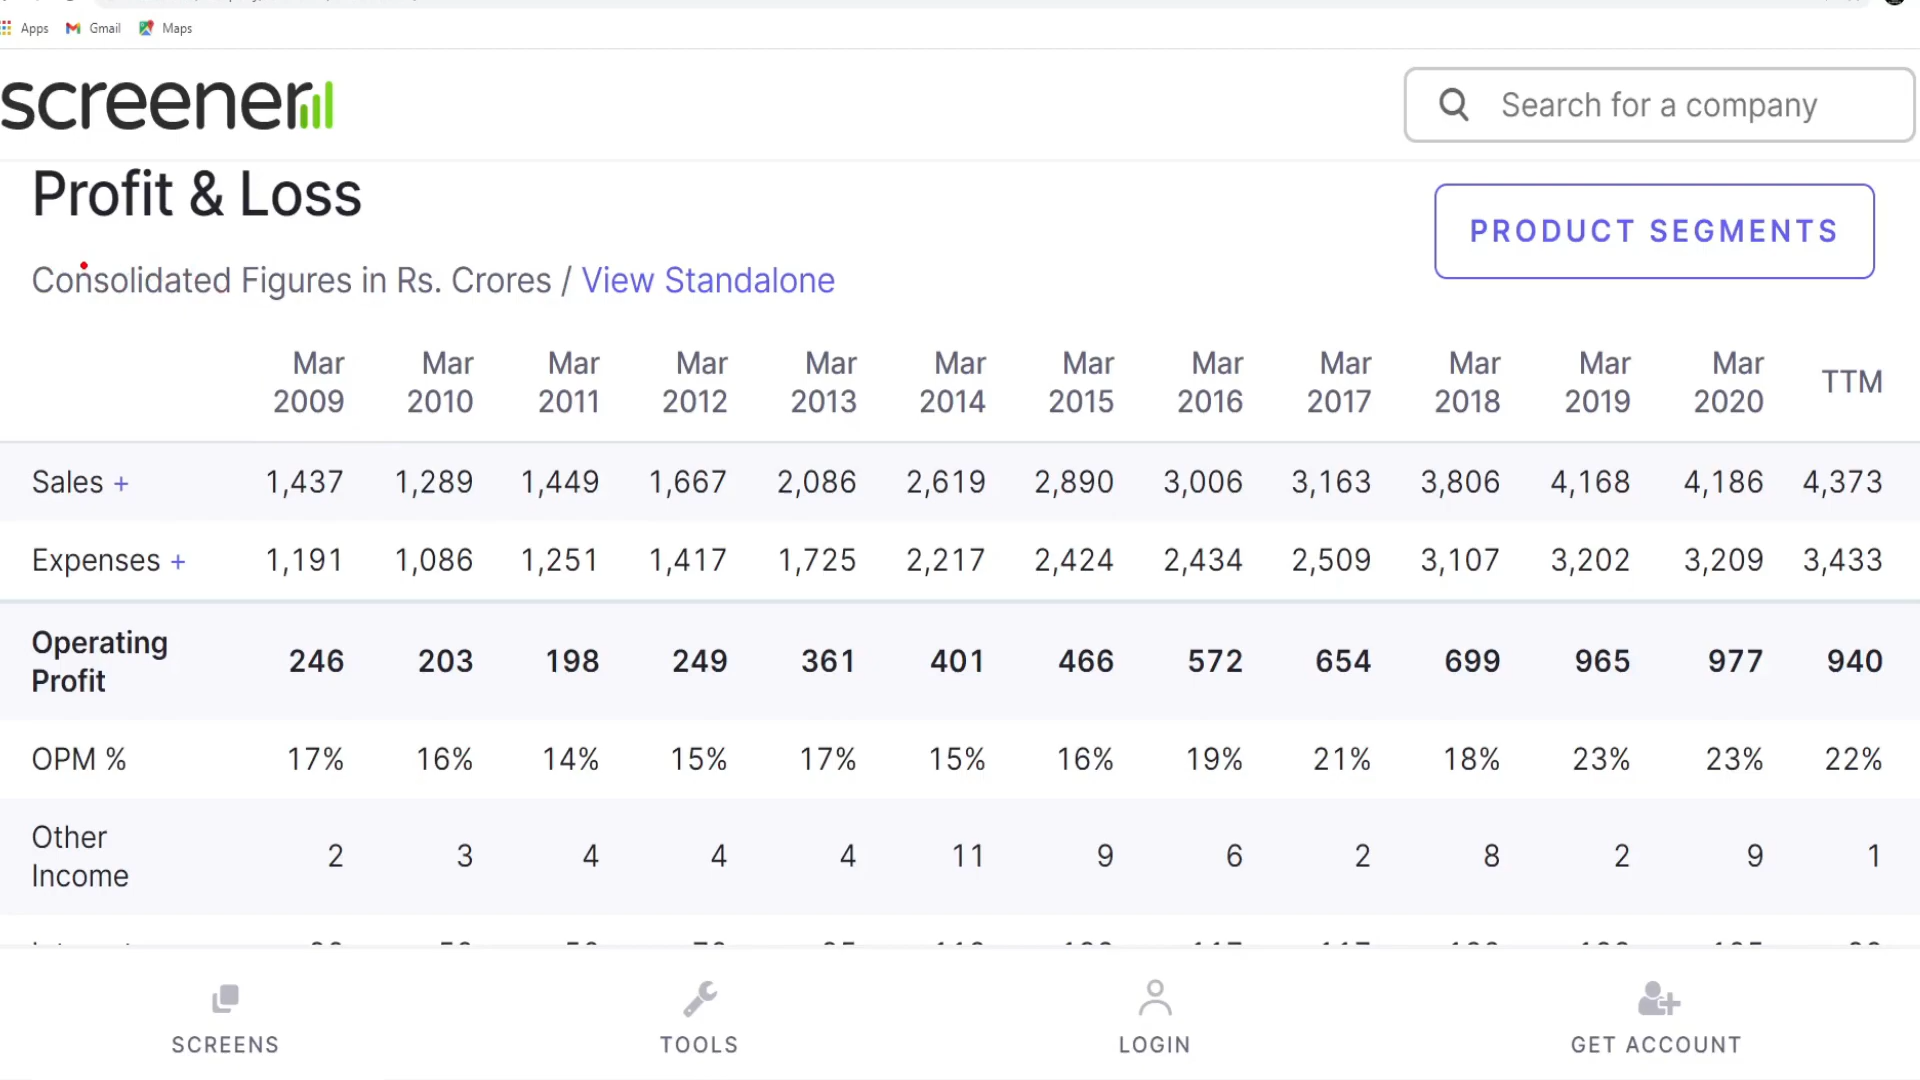 Apps Gmail Maps
screener
Search for a company
Profit & Loss
PRODUCT SEGMENTS
Consolidated Figures in Rs. Crores / View Standalone
Mar 2009 Mar 2010 Mar 2011 Mar 2012 Mar 2013 Mar 2014 Mar 2015 Mar 2016 Mar 2017 Mar 2018 Mar 2019 Mar 2020 TTM
Sales + 1,437 1,289 1,449 1,667 2,086 2,619 2,890 3,006 3,163 3,806 4,168 4,186 4,373
Expenses + 1,191 1,086 1,251 1,417 1,725 2,217 2,424 2,434 2,509 3,107 3,202 3,209 3,433
Operating Profit 246 203 198 249 361 401 466 572 654 699 965 977 940
OPM % 17% 16% 14% 15% 17% 15% 16% 19% 21% 18% 23% 23% 22%
Other Income 2 3 4 4 4 11 9 6 2 8 2 9 1
SCREENS TOOLS LOGIN GET ACCOUNT